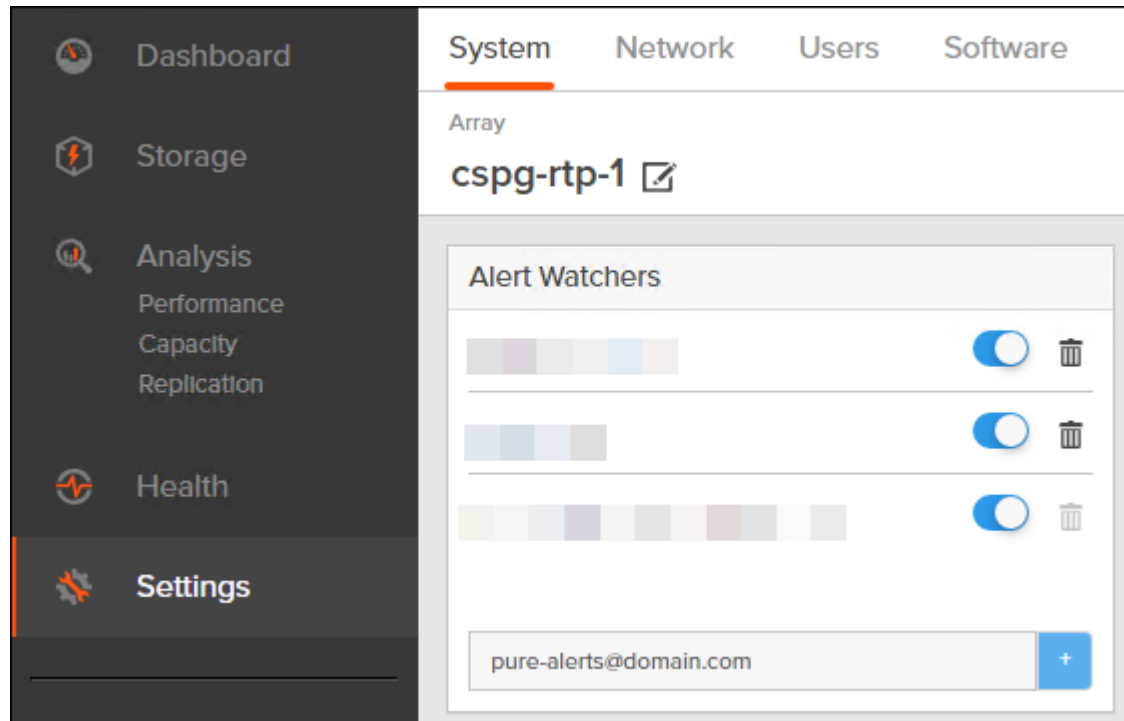 Dashboard
Storage
Analysis
Performance
Capacity
Replication
Health
Settings
System Network Users Software
Array
cspg-rtp-1
Alert Watchers
pure-alerts@domain.com +